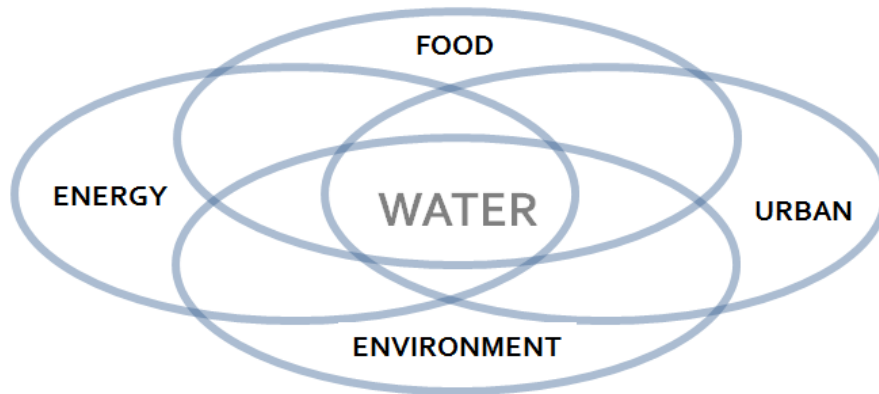 FOOD
ENERGY
WATER
URBAN
ENVIRONMENT